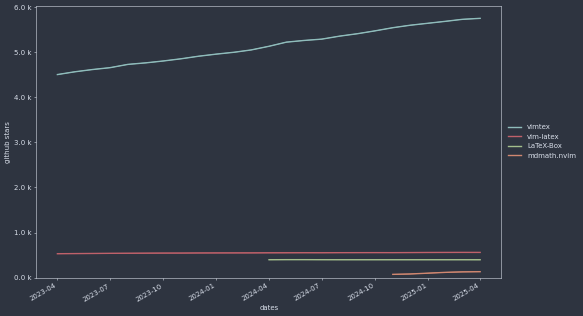 6.0 k
5.0 k
4.0 k
3.0 k
2.0 k
1.0 k
0.0 k
github stars
2023-04
2023-07
2023-10
2024-01
2024-04
2024-07
2024-10
2025-01
2025-04
dates
vimtex
vim-latex
LaTeX-Box
mdmath.nvim